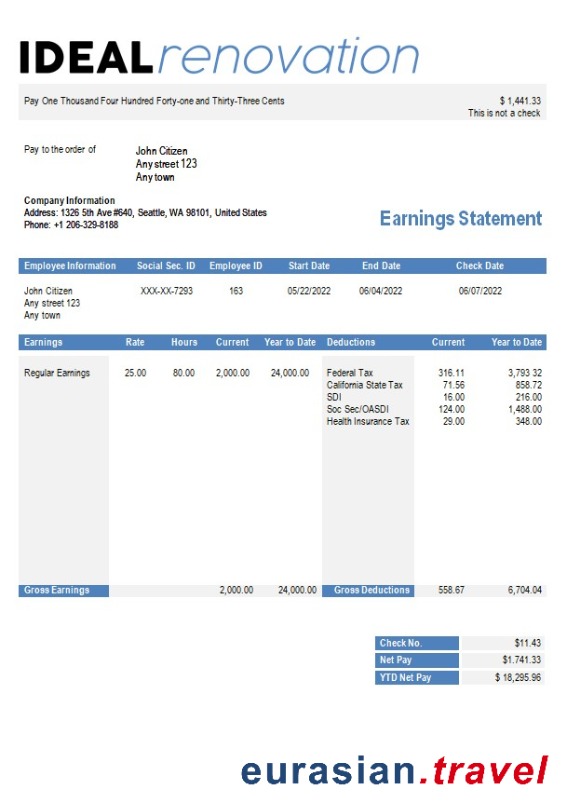 IDEALrenovation
Pay One Thousand Four Hundred Forty-one and Thirty-Three Cents $ 1,441.33
This is not a check
Pay to the order of John Citizen
Any street 123
Any town
Company Information
Address: 1326 5th Ave #640, Seattle, WA 98101, United States
Phone: +1 206-329-8188
Earnings Statement
Employee Information Social Sec. ID Employee ID Start Date End Date Check Date
John Citizen XXX-XX-7293 163 05/22/2022 06/04/2022 06/07/2022
Any street 123
Any town
Earnings Rate Hours Current Year to Date Deductions Current Year to Date
Regular Earnings 25.00 80.00 2,000.00 24,000.00 Federal Tax 316.11 3,793 32
California State Tax 71.56 858.72
SDI 16.00 216.00
Soc Sec/OASDI 124.00 1,488.00
Health Insurance Tax 29.00 348.00
Gross Earnings 2,000.00 24,000.00 Gross Deductions 558.67 6,704.04
Check No. $11.43
Net Pay $1.741.33
YTD Net Pay $ 18,295.96
eurasian.travel